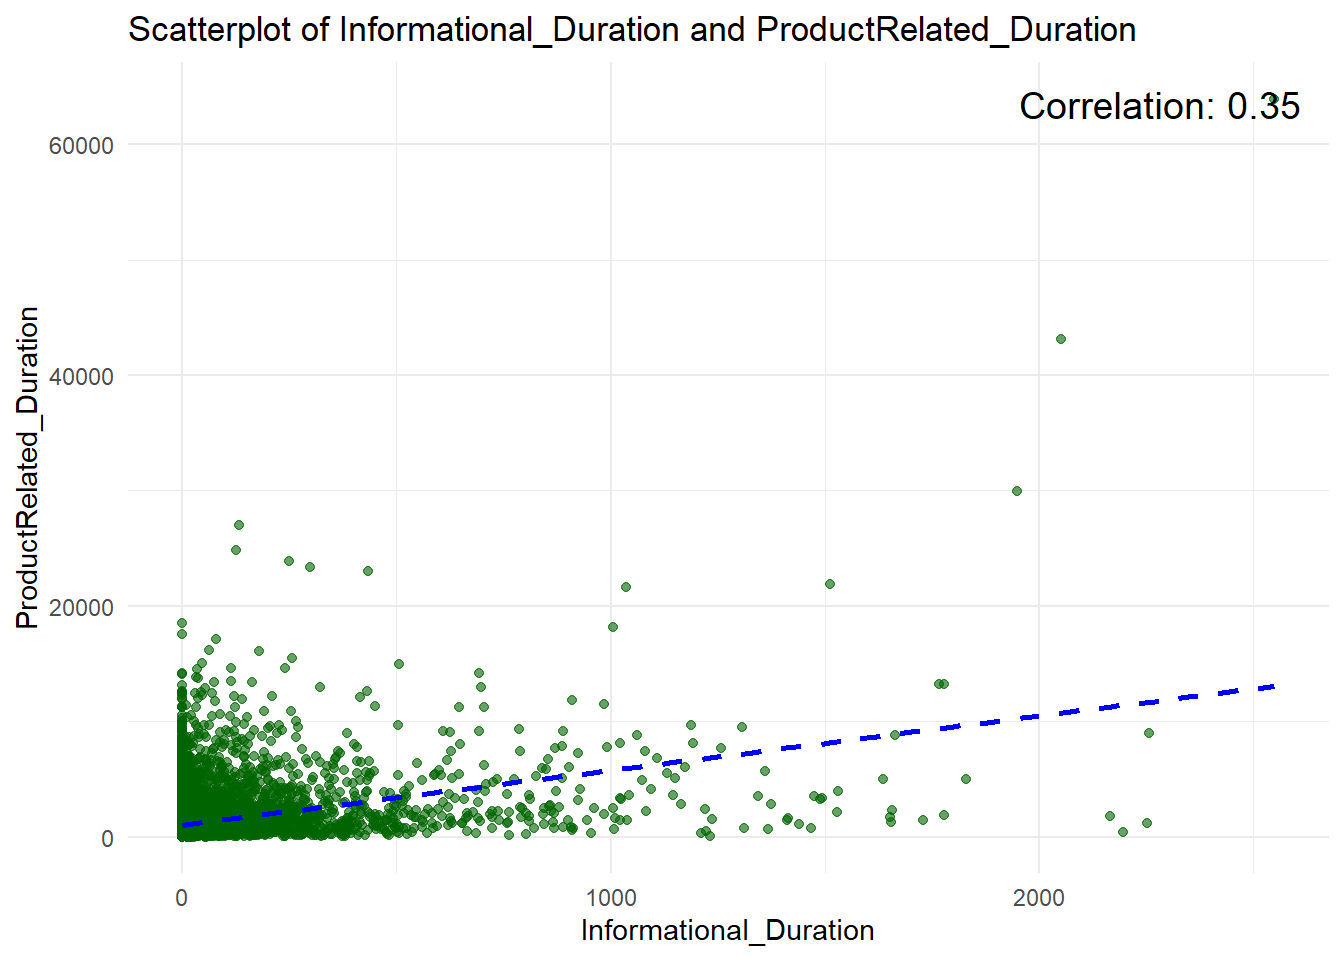 Scatterplot of Informational_Duration and ProductRelated_Duration
Correlation: 0.35
60000
40000
20000
0
ProductRelated_Duration
0
1000
2000
Informational_Duration